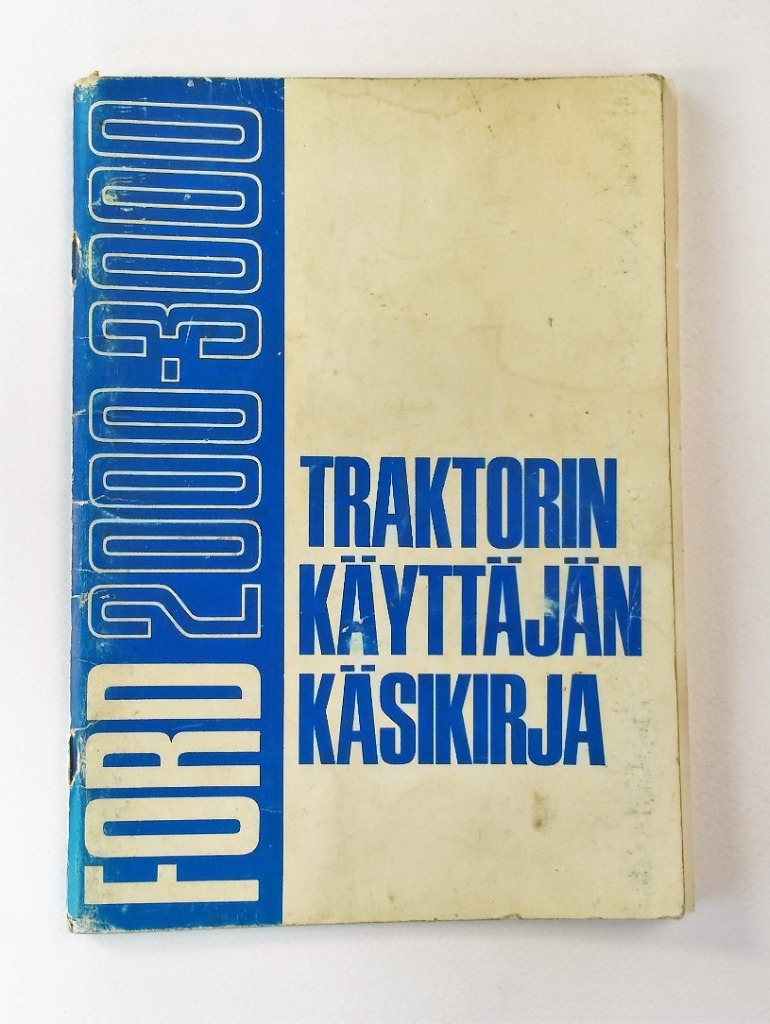 FORD 2000-3000
TRAKTORIN
KÄYTTÄJÄN
KÄSIKIRJA